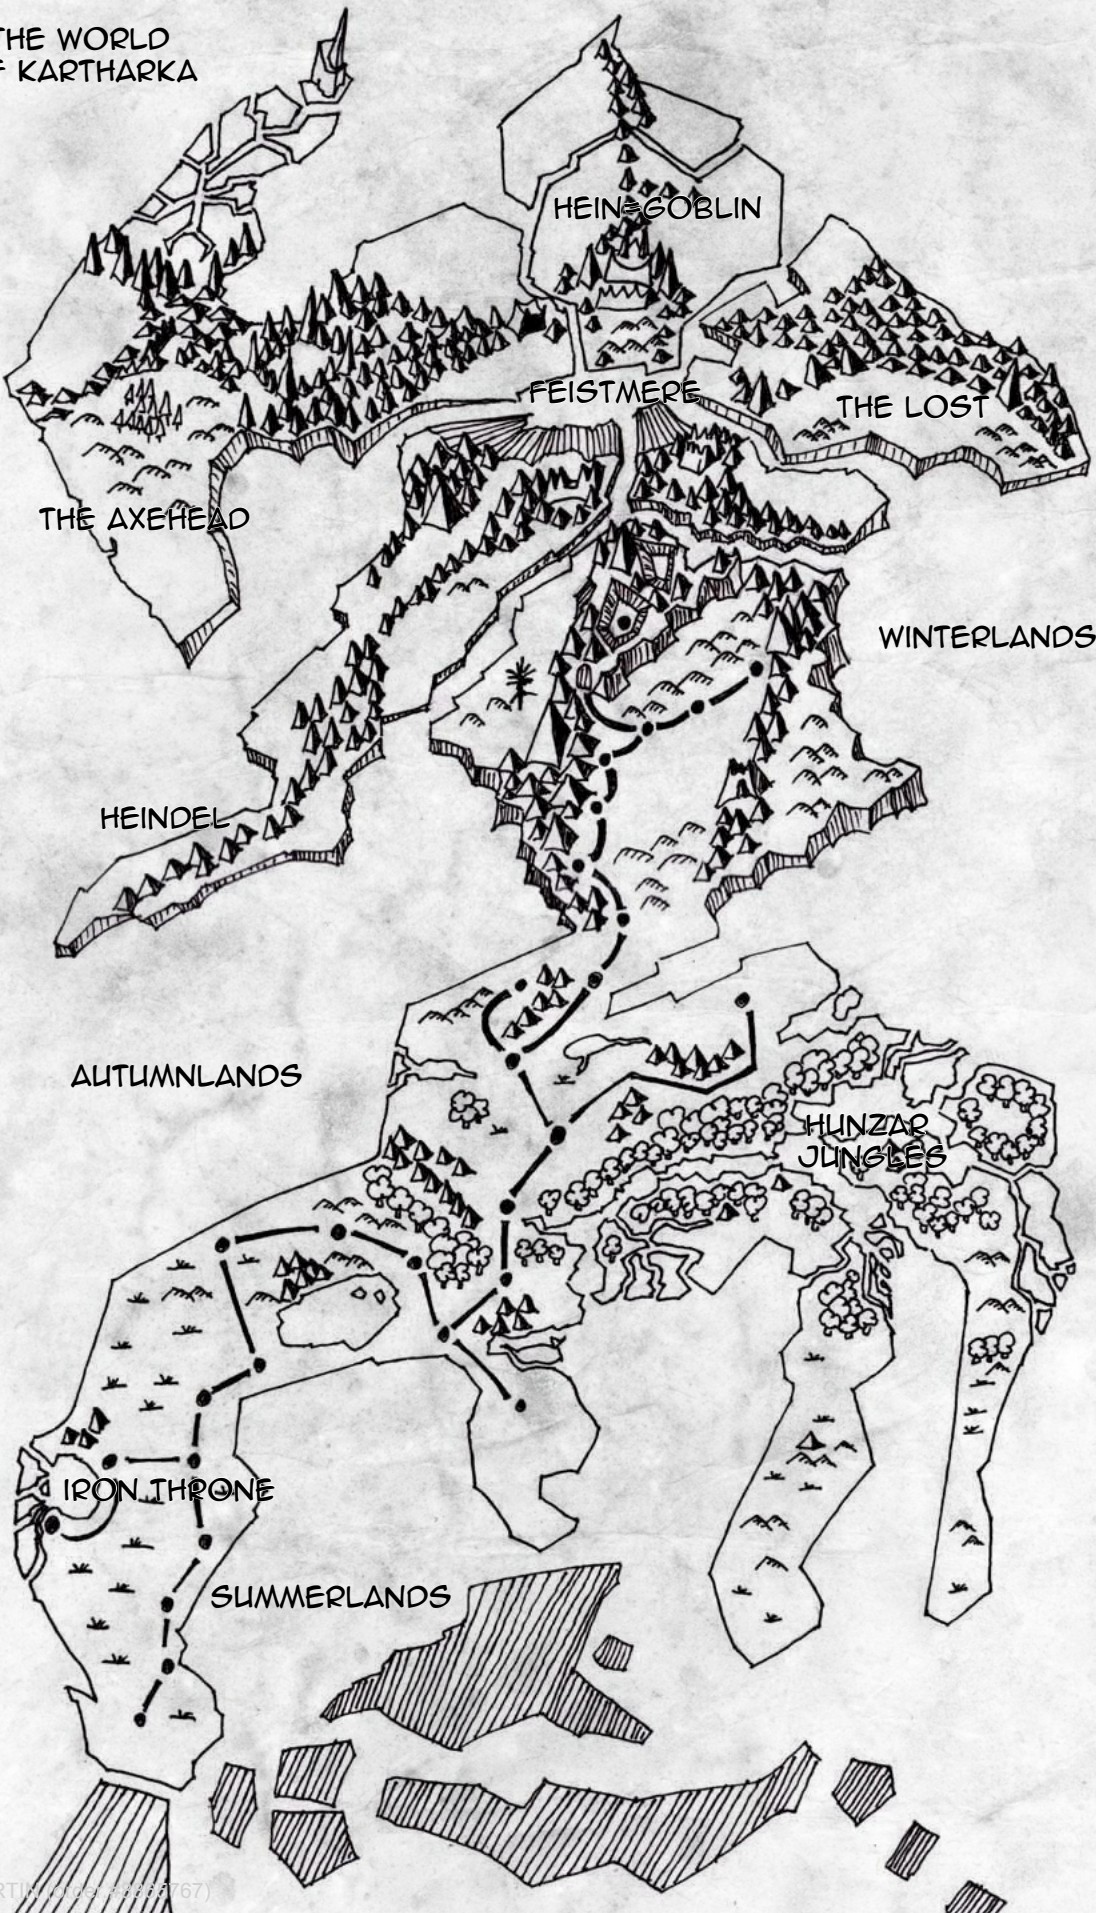 THE WORLD
F KARTHARKA
HEIN-GOBLIN
FEISTMERE
THE LOST
THE AXEHEAD
WINTERLANDS
HEINDEL
AUTUMNLANDS
HUNZAR
JUNGLES
IRON THRONE
SUMMERLANDS